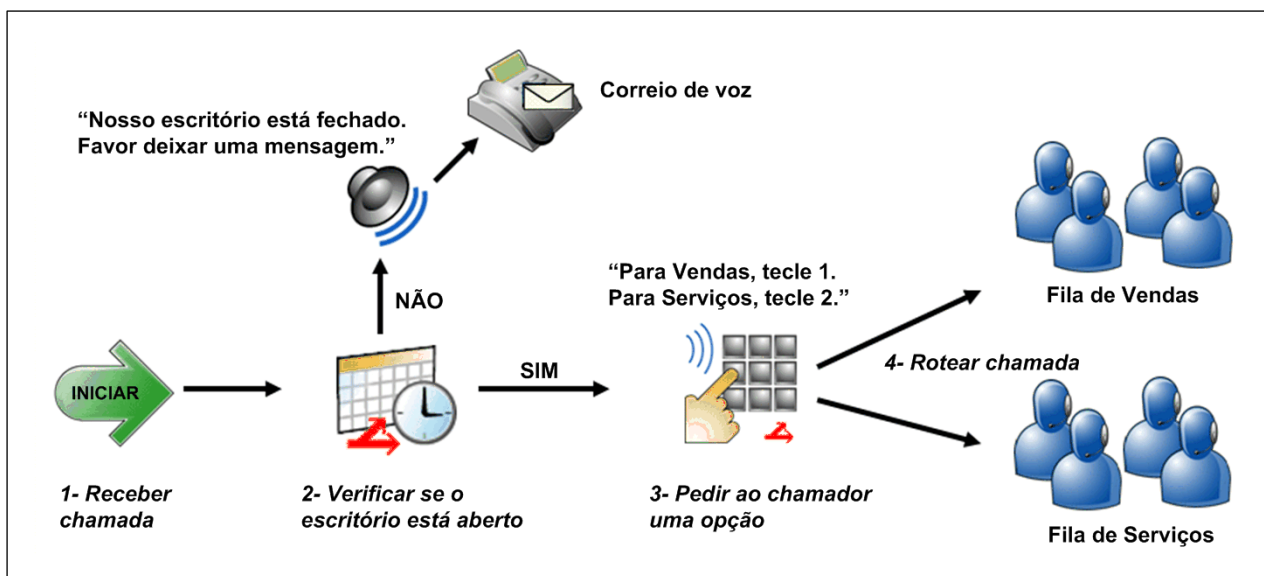 Correio de voz
“Nosso escritório está fechado.
Favor deixar uma mensagem.”
NÃO
“Para Vendas, tecle 1.
Para Serviços, tecle 2.”
Fila de Vendas
INICIAR
SIM
4- Rotear chamada
1- Receber
chamada
2- Verificar se o
escritório está aberto
3- Pedir ao chamador
uma opção
Fila de Serviços